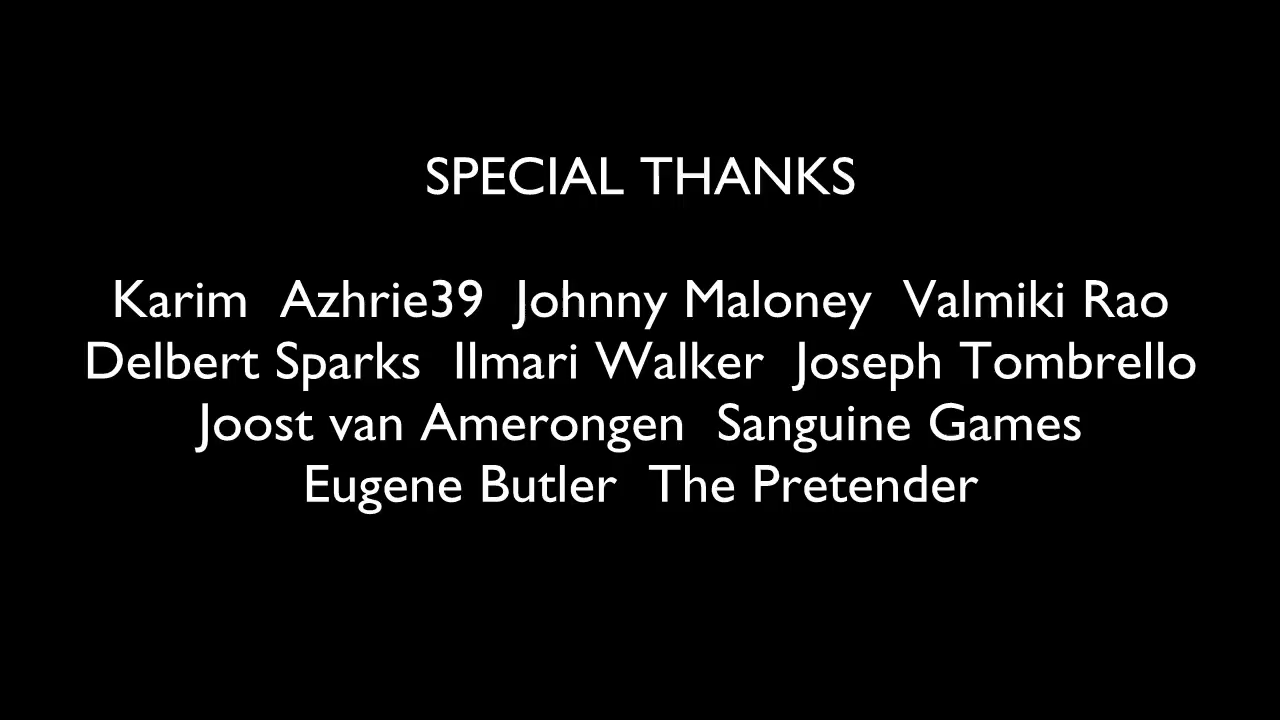 SPECIAL THANKS
Karim  Azhrie39  Johnny Maloney  Valmiki Rao
Delbert Sparks  Ilmari Walker  Joseph Tombrello
Joost van Amerongen  Sanguine Games
Eugene Butler  The Pretender